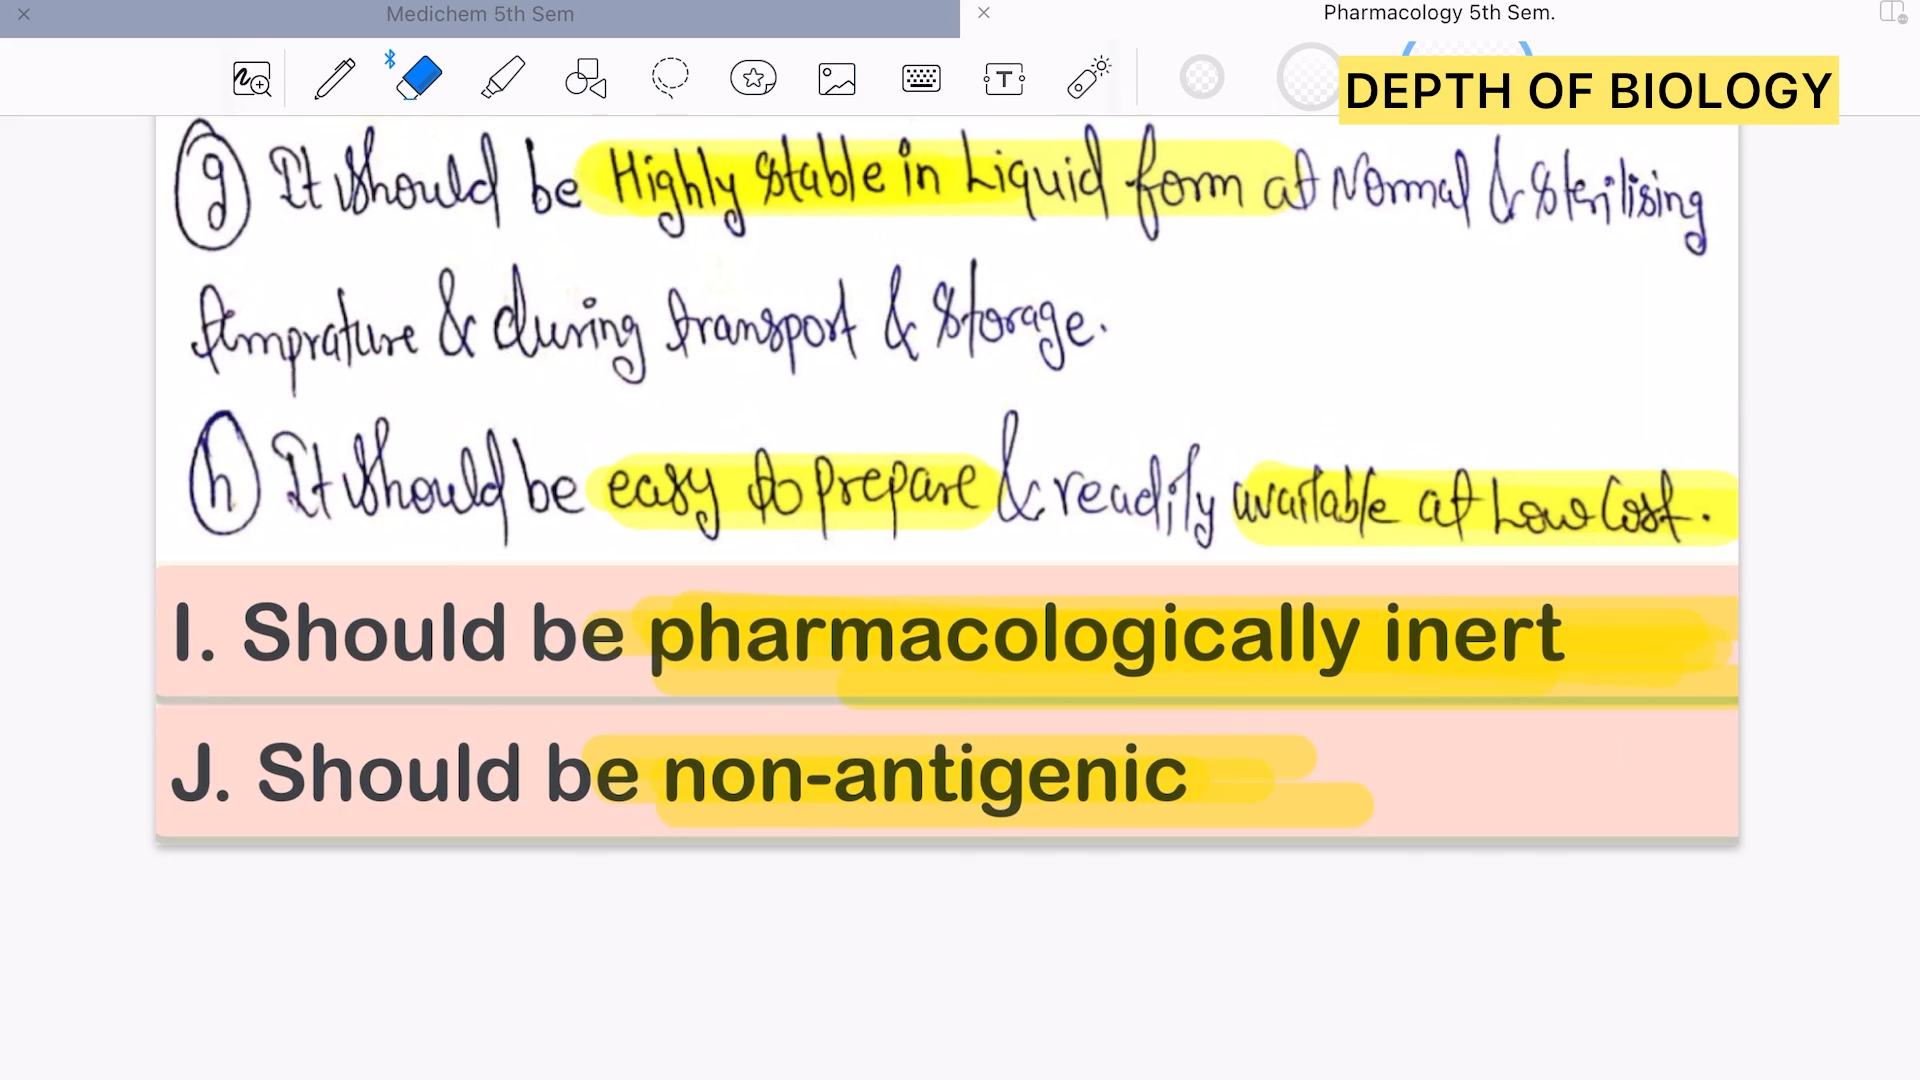 Medichem 5th Sem
Pharmacology 5th Sem.
DEPTH OF BIOLOGY
g It should be Highly stable in Liquid form at Normal & sterilising
temprature & during transport & storage.
h It should be easy to prepare & readily available at Low Cost.
I. Should be pharmacologically inert
J. Should be non-antigenic